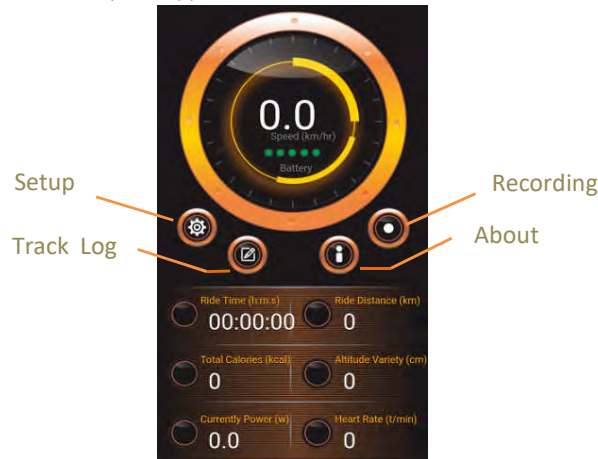 0.0
Speed (km/hr)
Battery
Setup
Recording
Track Log
About
Ride Time (h:m:s)
Ride Distance (km)
00:00:00
0
Total Calories (kcal)
Altitude Variety (cm)
0
0
Currently Power (w)
Heart Rate (t/min)
0.0
0